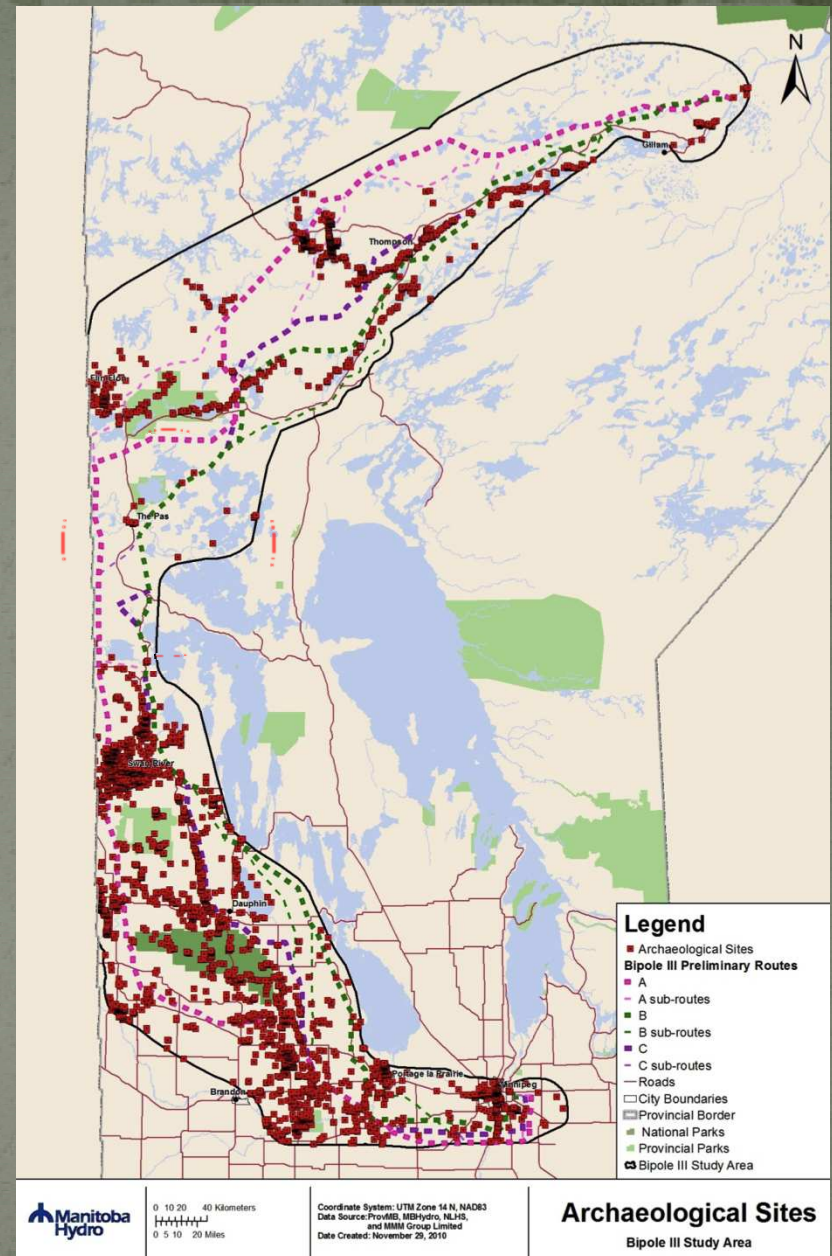 N
Gillam
Thompson
Flin Flon
The Pas
Swan River
Dauphin
Portage la Prairie
Winnipeg
Brandon
Legend
Archaeological Sites
Bipole III Preliminary Routes
A
A sub-routes
B
B sub-routes
C
C sub-routes
Roads
City Boundaries
Provincial Border
National Parks
Provincial Parks
Bipole III Study Area
Manitoba
Hydro
0 10 20 40 Kilometers
0 5 10 20 Miles
Coordinate System: UTM Zone 14 N, NAD83
Data Source:ProvMB, MBHydro, NLHS,
and MMM Group Limited
Date Created: November 29, 2010
Archaeological Sites
Bipole III Study Area